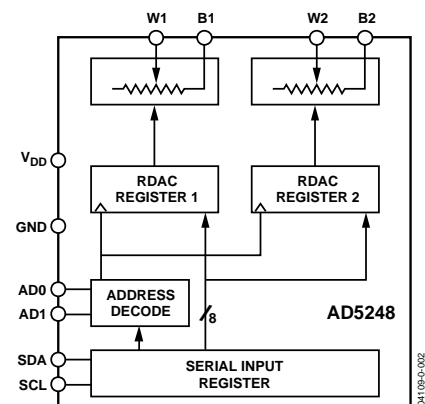 W1 B1 W2 B2
VDD
RDAC
REGISTER 1
RDAC
REGISTER 2
GND
AD0
AD1
ADDRESS
DECODE
8
AD5248
SDA
SCL
SERIAL INPUT
REGISTER
04109-0-002